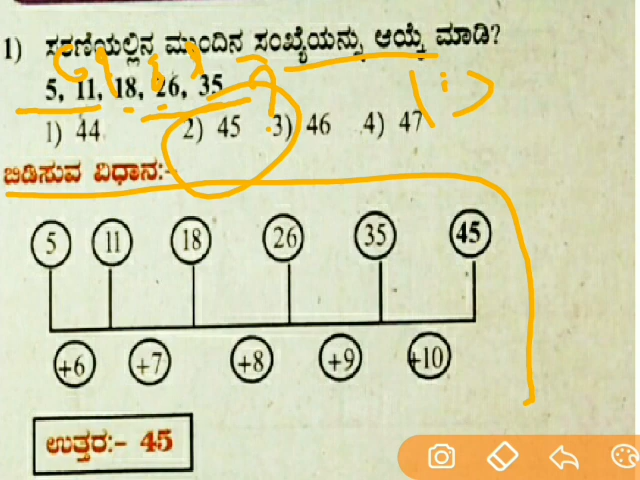 1) ಸರಣಿಯಲ್ಲಿನ ಮುಂದಿನ ಸಂಖ್ಯೆಯನ್ನು ಆಯ್ಕೆ ಮಾಡಿ?
5, 11, 18, 26, 35
1) 44 2) 45 3) 46 4) 47
ಬಿಡಿಸುವ ವಿಧಾನ:-
5 11 18 26 35 45
+6 +7 +8 +9 +10
ಉತ್ತರ:- 45